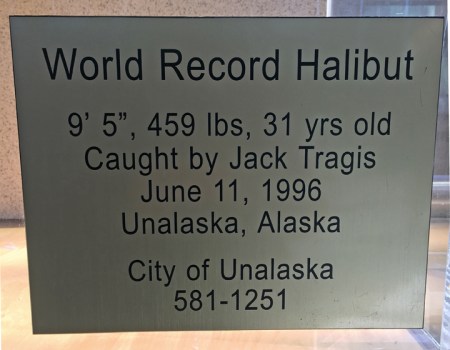 World Record Halibut
9’ 5”, 459 lbs, 31 yrs old
Caught by Jack Tragis
June 11, 1996
Unalaska, Alaska
City of Unalaska
581-1251